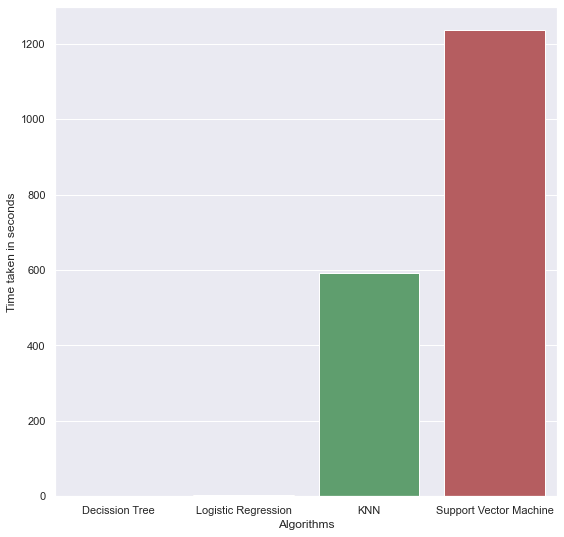 Time taken in seconds
1200
1000
800
600
400
200
0
Decission Tree
Logistic Regression
KNN
Support Vector Machine
Algorithms